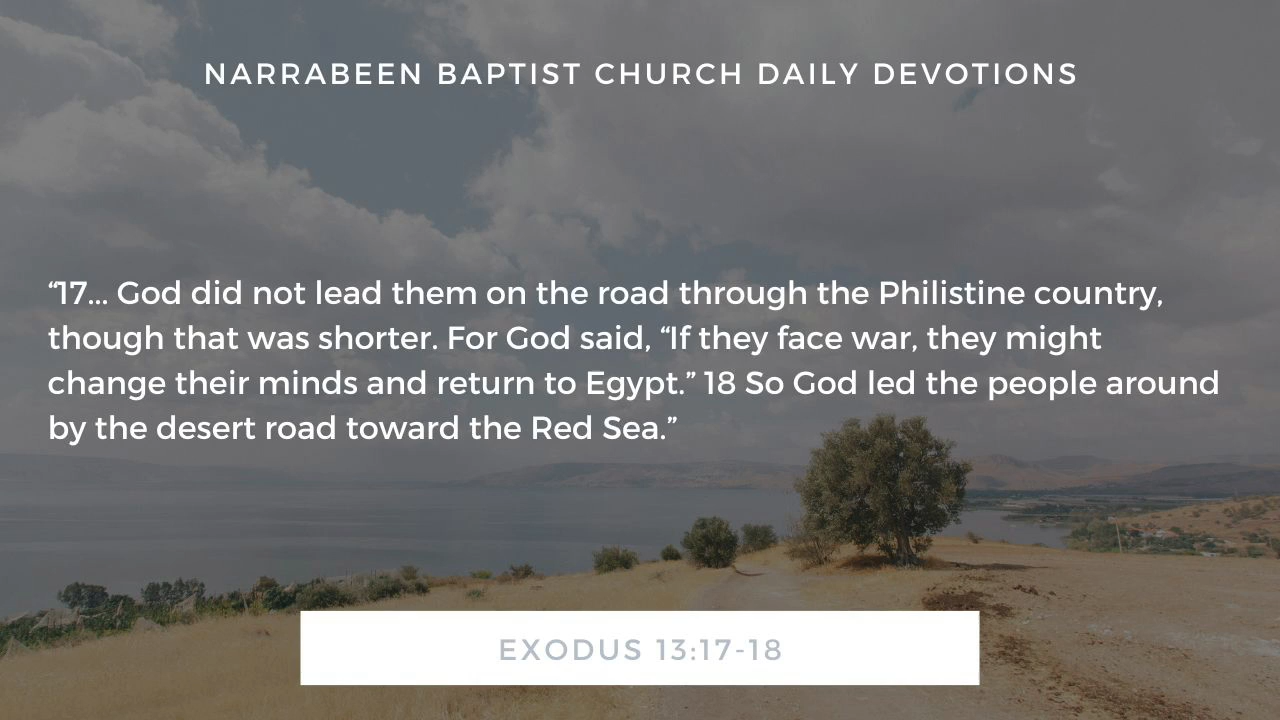 NARRABEEN BAPTIST CHURCH DAILY DEVOTIONS
“17... God did not lead them on the road through the Philistine country,
though that was shorter. For God said, “If they face war, they might
change their minds and return to Egypt.” 18 So God led the people around
by the desert road toward the Red Sea.”
EXODUS 13:17-18